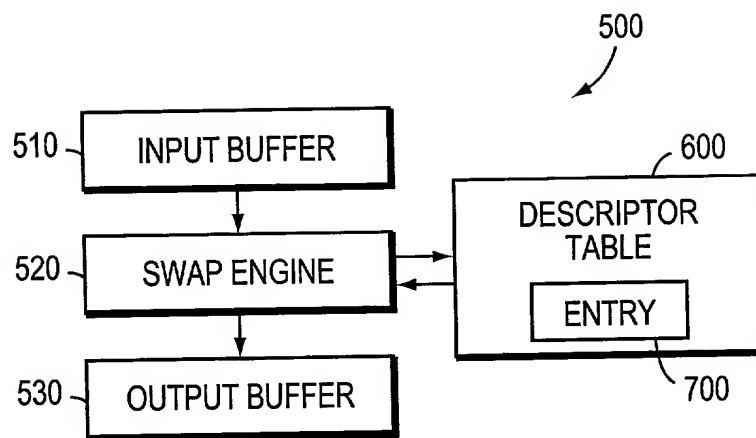 500
510
INPUT BUFFER
600
DESCRIPTOR
TABLE
520
SWAP ENGINE
ENTRY
700
530
OUTPUT BUFFER